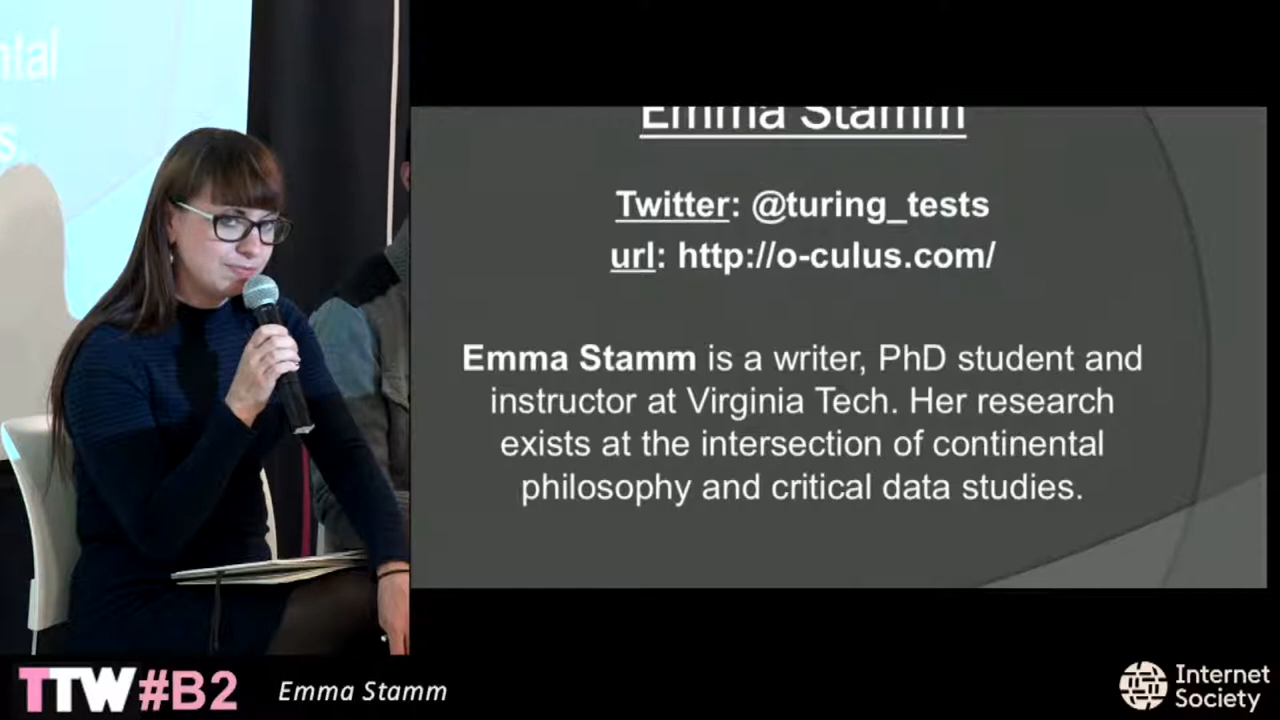 ntal
s
Emma Stamm
Twitter: @turing_tests
url: http://o-culus.com/
Emma Stamm is a writer, PhD student and
instructor at Virginia Tech. Her research
exists at the intersection of continental
philosophy and critical data studies.
TTW#B2
Emma Stamm
Internet
Society